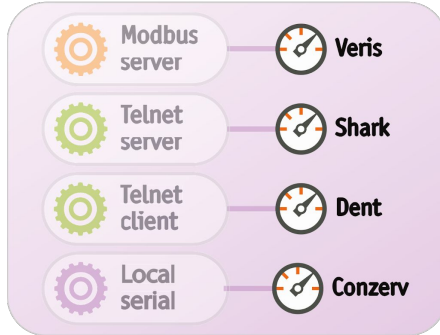 Modbus
server
Veris
Telnet
server
Shark
Telnet
client
Dent
Local
serial
Conzerv